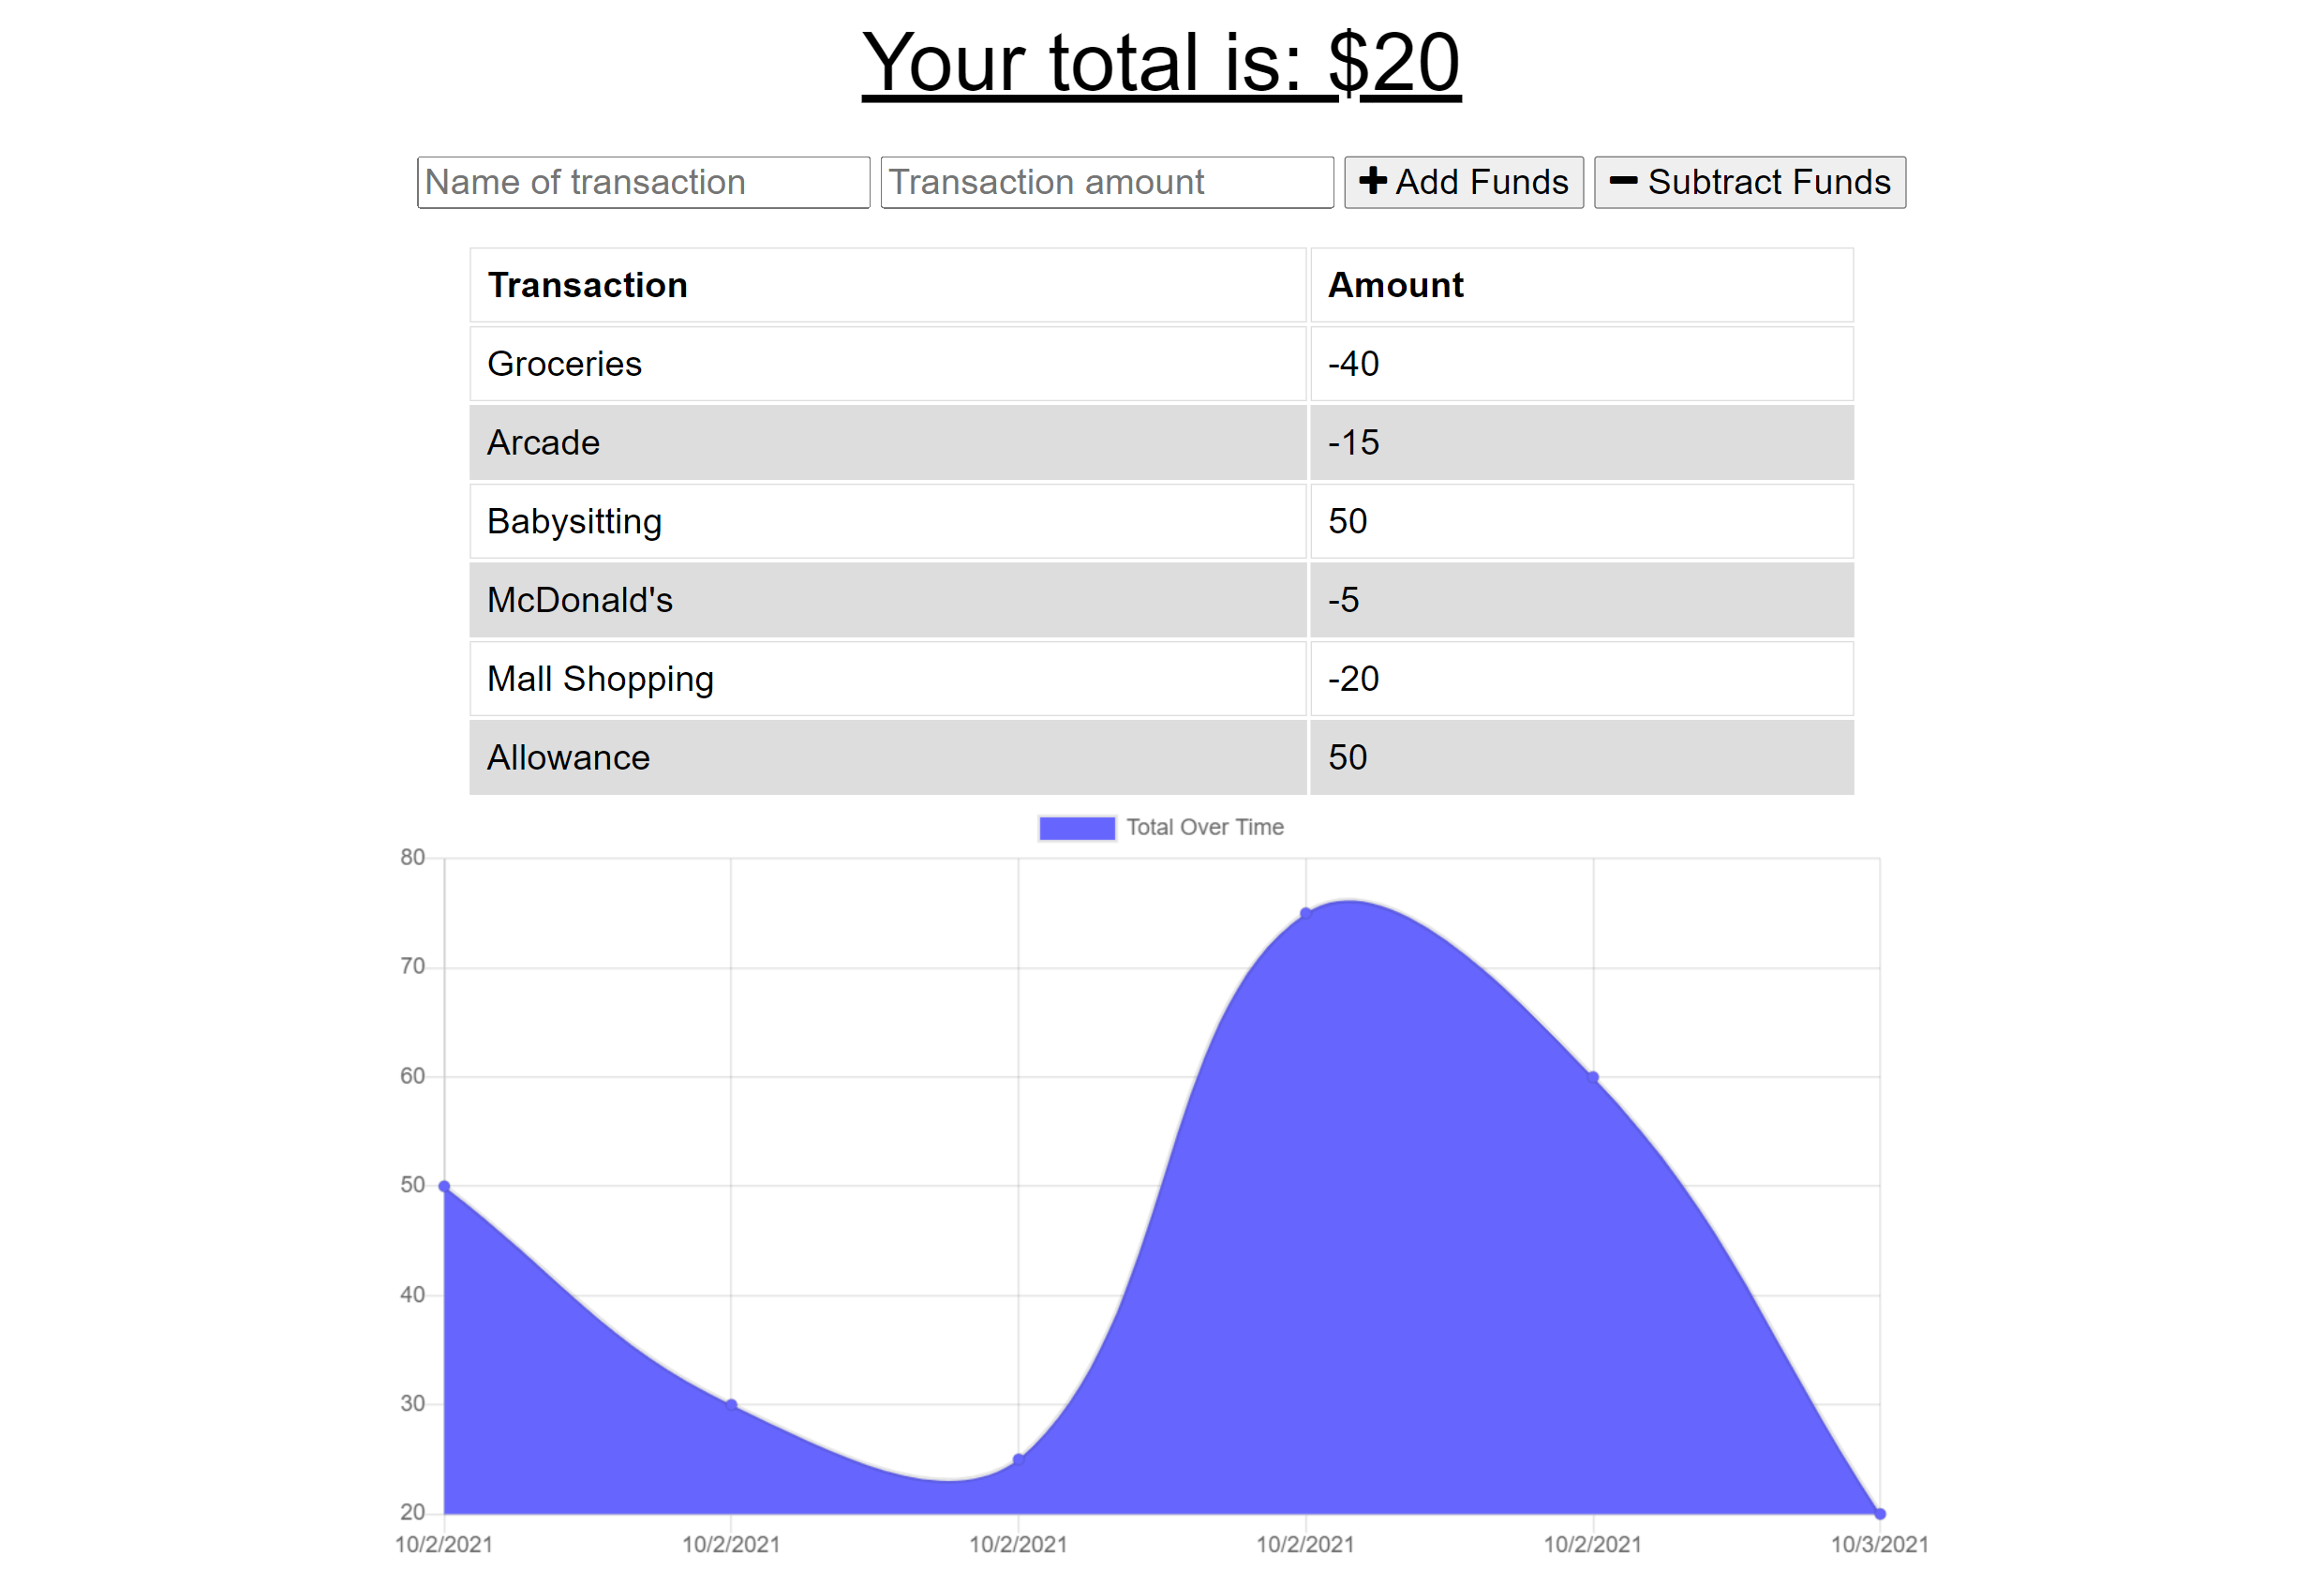 Your total is: $20
Name of transaction Transaction amount Add Funds Subtract Funds
Transaction Amount
Groceries -40
Arcade -15
Babysitting 50
McDonald's -5
Mall Shopping -20
Allowance 50
Total Over Time
80
70
60
50
40
30
20
10/2/2021 10/2/2021 10/2/2021 10/2/2021 10/2/2021 10/3/2021